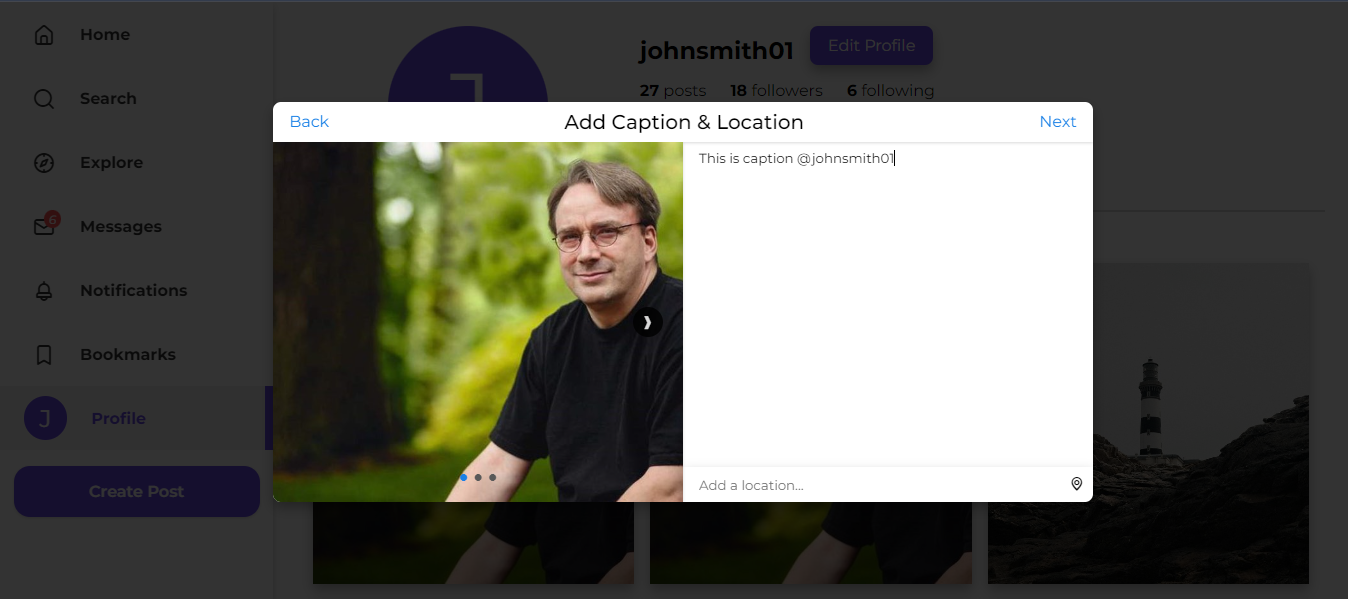 Home
Search
Explore
6
Messages
Notifications
Bookmarks
J
Profile
Create Post
J
johnsmith01
Edit Profile
27 posts 18 followers 6 following
Back
Add Caption & Location
Next
This is caption @johnsmith01
Add a location...